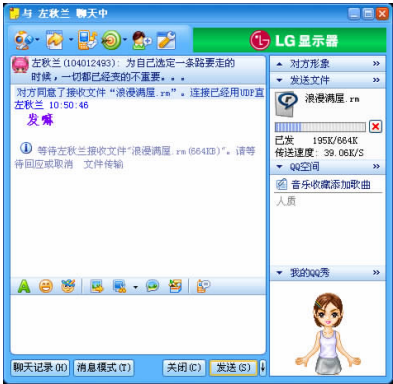 与 左秋兰 聊天中
LG 显示器
左秋兰(104012493): 为自己选定一条路要走的
时候,一切都已经变的不重要。。。
对方同意了接收文件“浪漫满屋.rm”。连接已经用UDP直
左秋兰 10:50:46
发嘛
等待左秋兰接收文件"浪漫满屋.rm(664KB)"。请等
待回应或取消 文件传输
聊天记录(H)
消息模式(T)
关闭(C)
发送(S)
对方形象
发送文件
浪漫满屋.rm
已发 195K/664K
传送速度: 39.06K/S
QQ空间
音乐收藏添加歌曲
人质
我的QQ秀